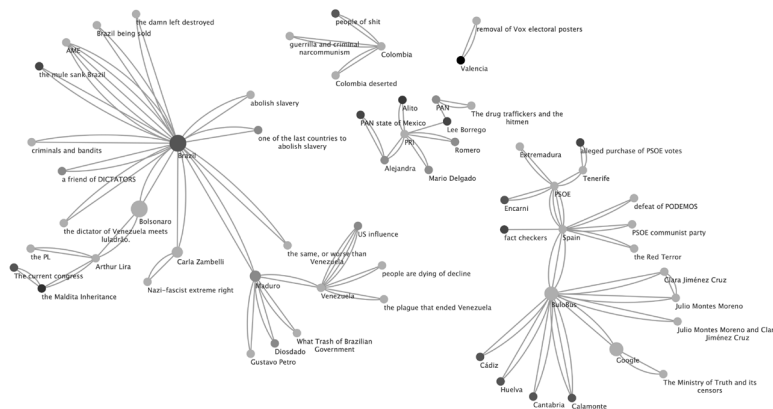 the damn left destroyed
Brazil being sold
AME
the mule sank Brazil
abolish slavery
one of the last countries to
abolish slavery
Brazil
criminals and bandits
a friend of DICTATORS
Bolsonaro
the dictator of Venezuela meets
luladrão.
the PL
Arthur Lira
The current congress
the Maldita Inheritance
Carla Zambelli
Nazi-fascist extreme right
the same, or worse than
Venezuela
Maduro
US influence
people are dying of decline
Venezuela
the plague that ended Venezuela
What Trash of Brazilian
Government
Diosdado
Gustavo Petro
people of shit
guerrilla and criminal
narcommunism
Colombia
Colombia deserted
removal of Vox electoral posters
Valencia
Alito
PAN
PAN state of Mexico
The drug traffickers and the
hitmen
Lee Borrego
PRI
Romero
Alejandra
Mario Delgado
Extremadura
alleged purchase of PSOE votes
Tenerife
PSOE
Encarni
defeat of PODEMOS
fact checkers
Spain
PSOE communist party
the Red Terror
Clara Jiménez Cruz
BuloBus
Julio Montes Moreno
Julio Montes Moreno and Clar
Jiménez Cruz
Google
Cádiz
The Ministry of Truth and its
censors
Huelva
Cantabria
Calamonte